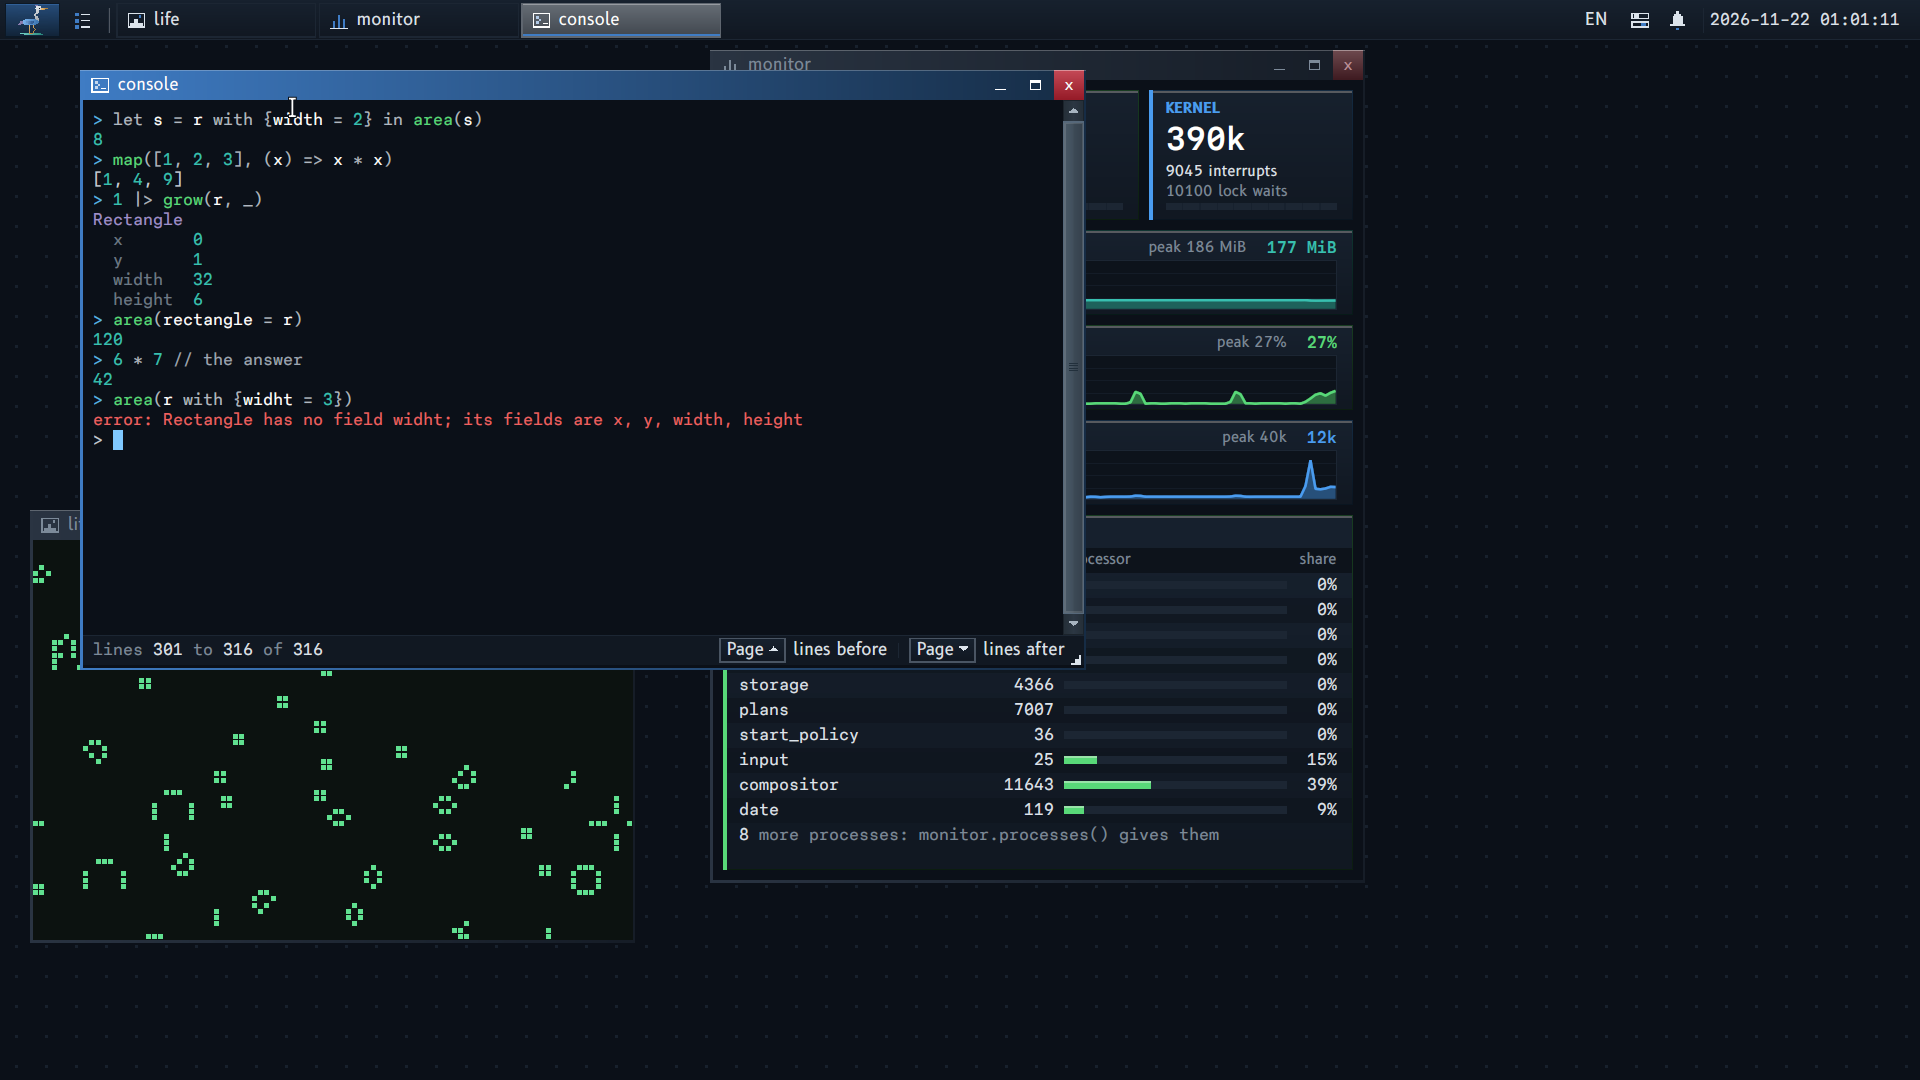 life
monitor
console
EN
2026-11-22 01:01:11
monitor
x
console
x
> let s = r with {width = 2} in area(s)
8
> map([1, 2, 3], (x) => x * x)
[1, 4, 9]
> 1 |> grow(r, _)
Rectangle
x 0
y 1
width 32
height 6
> area(rectangle = r)
120
> 6 * 7 // the answer
42
> area(r with {widht = 3})
error: Rectangle has no field widht; its fields are x, y, width, height
>
lines 301 to 316 of 316
Page lines before
Page lines after
KERNEL
390k
9045 interrupts
10100 lock waits
peak 186 MiB 177 MiB
peak 27% 27%
peak 40k 12k
share
0%
0%
0%
0%
storage 4366 0%
plans 7007 0%
start_policy 36 0%
input 25 15%
compositor 11643 39%
date 119 9%
8 more processes: monitor.processes() gives them